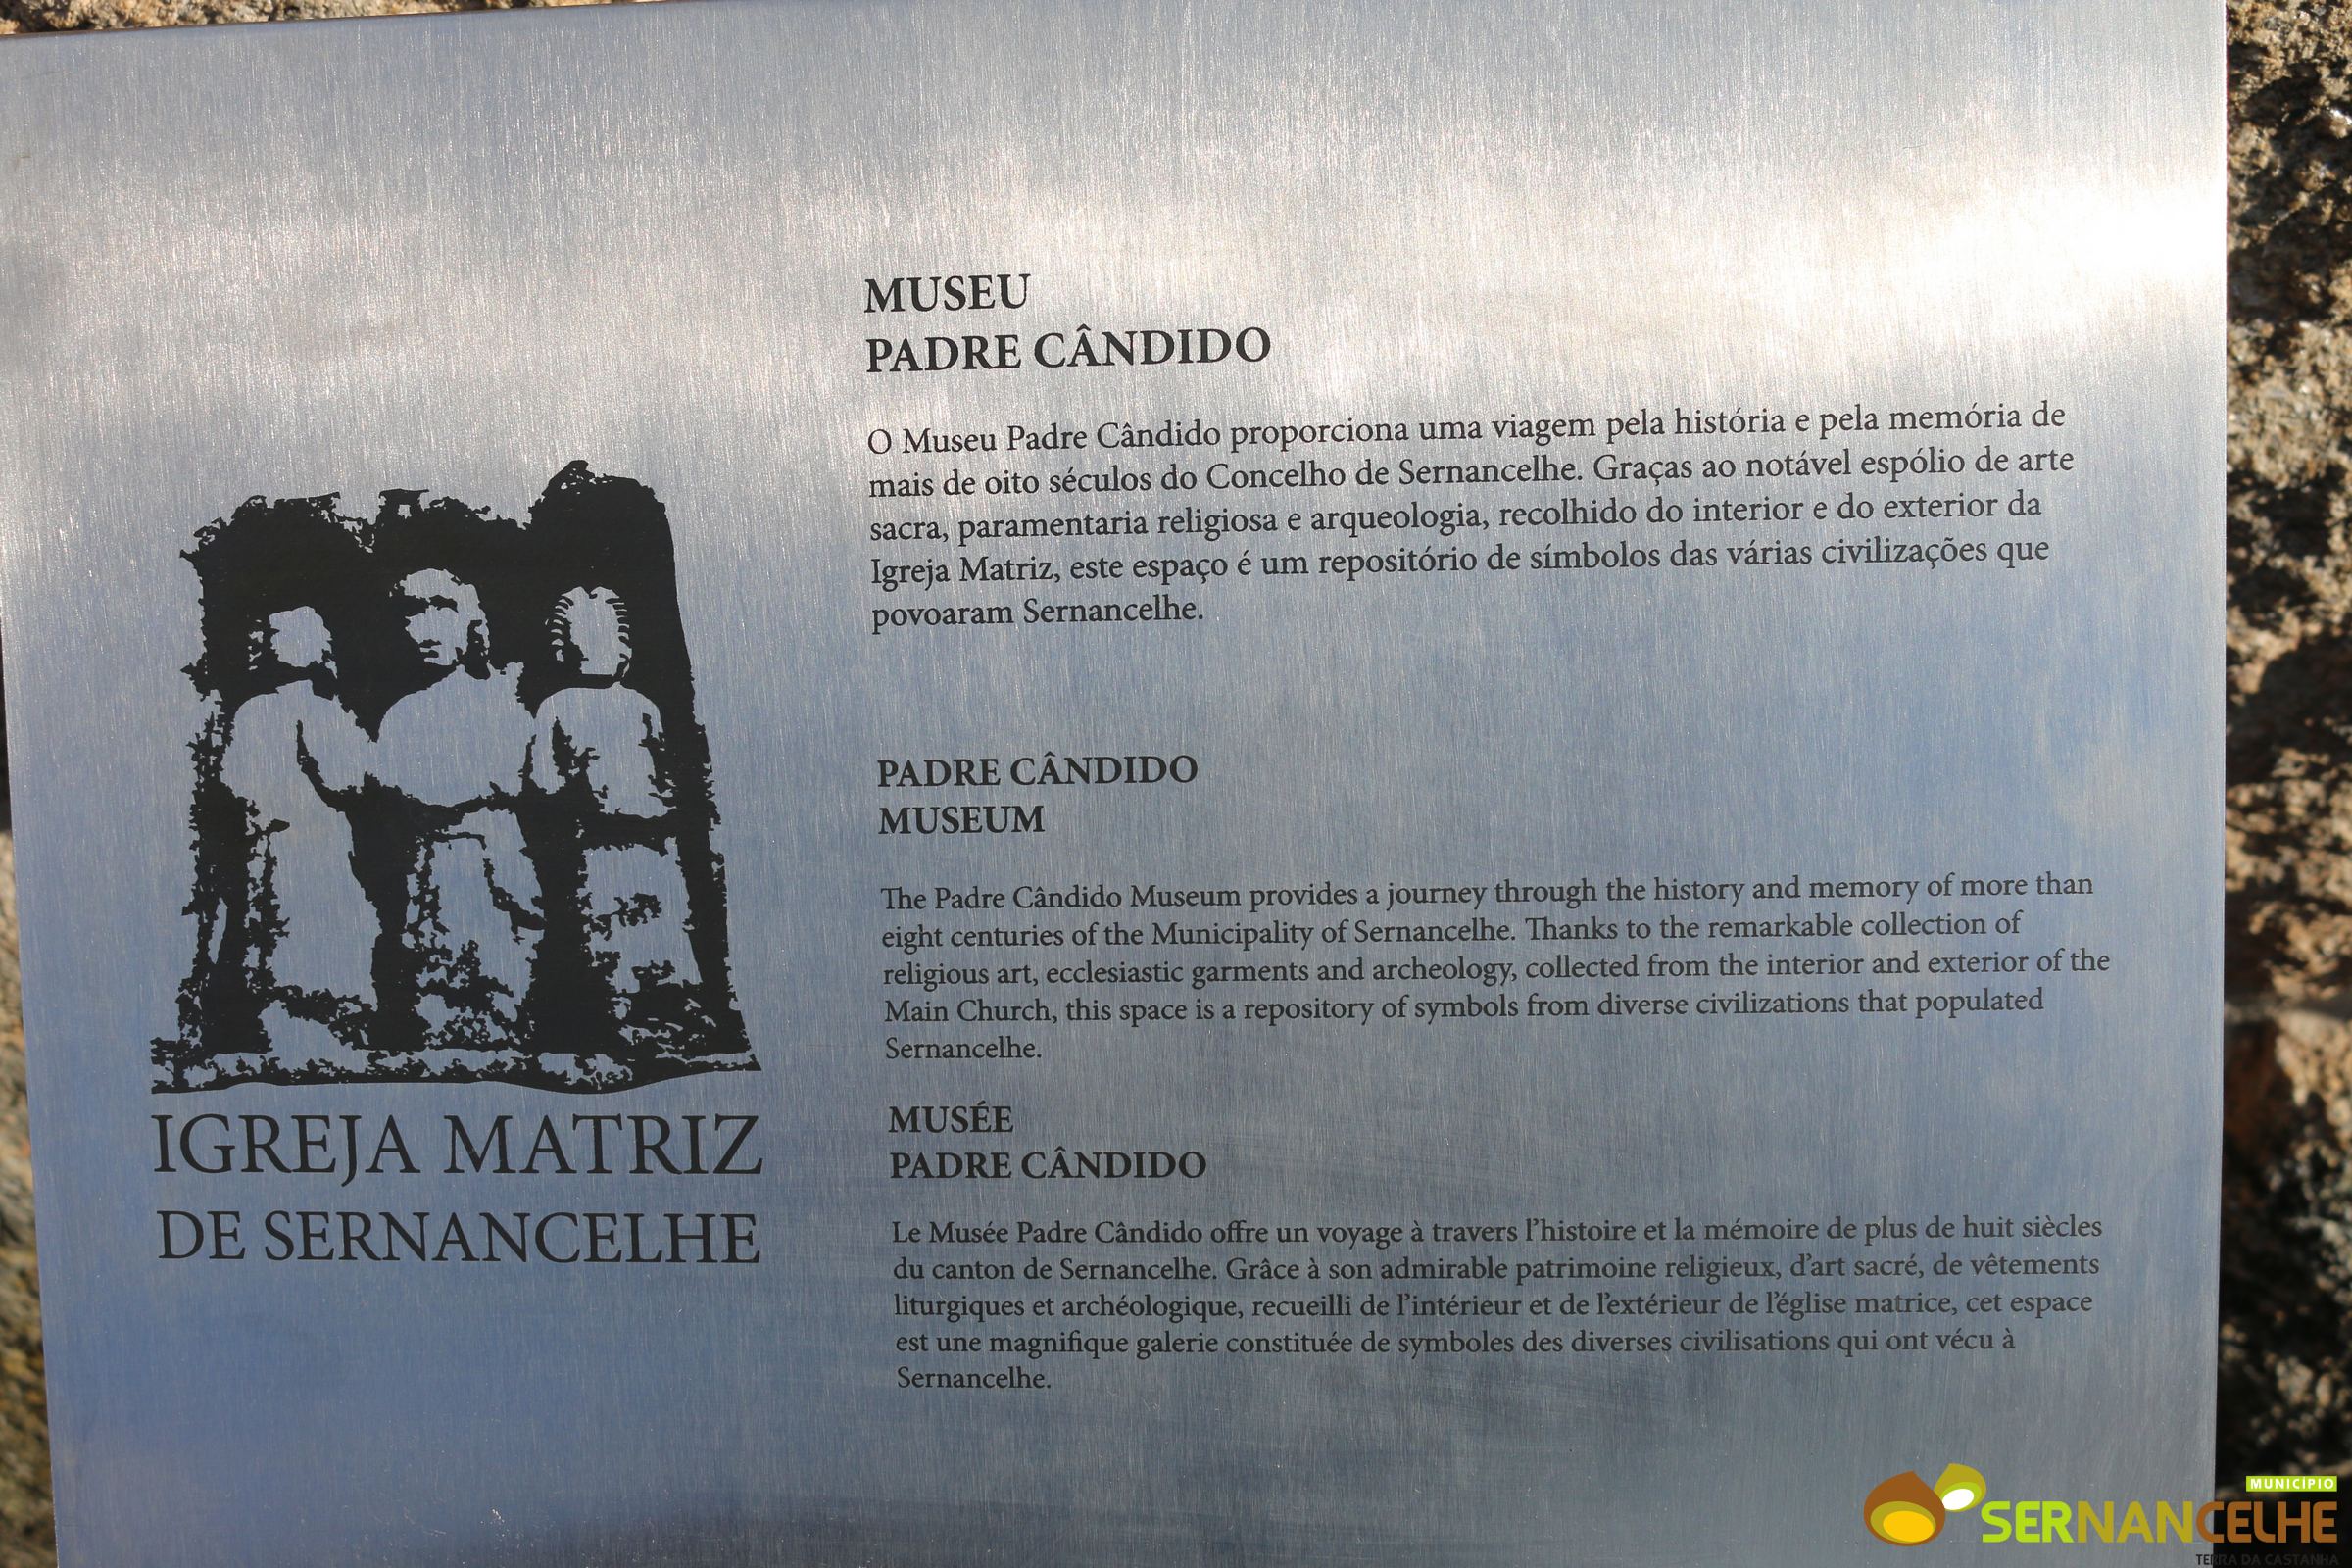 MUSEU
PADRE CÂNDIDO
O Museu Padre Cândido proporciona uma viagem pela história e pela memória de
mais de oito séculos do Concelho de Sernancelhe. Graças ao notável espólio de arte
sacra, paramentaria religiosa e arqueologia, recolhido do interior e do exterior da
Igreja Matriz, este espaço é um repositório de símbolos das várias civilizações que
povoaram Sernancelhe.
PADRE CÂNDIDO
MUSEUM
The Padre Cândido Museum provides a journey through the history and memory of more than
eight centuries of the Municipality of Sernancelhe. Thanks to the remarkable collection of
religious art, ecclesiastic garments and archeology, collected from the interior and exterior of the
Main Church, this space is a repository of symbols from diverse civilizations that populated
Sernancelhe.
MUSÉE
PADRE CÂNDIDO
Le Musée Padre Cândido offre un voyage à travers l'histoire et la mémoire de plus de huit siècles
du canton de Sernancelhe. Grâce à son admirable patrimoine religieux, d'art sacré, de vêtements
liturgiques et archéologique, recueilli de l'intérieur et de l'extérieur de l'église matrice, cet espace
est une magnifique galerie constituée de symboles des diverses civilisations qui ont vécu à
Sernancelhe.
IGREJA MATRIZ
DE SERNANCELHE
MUNICÍPIO
SERNANCELHE
TERRA DA CASTANHA